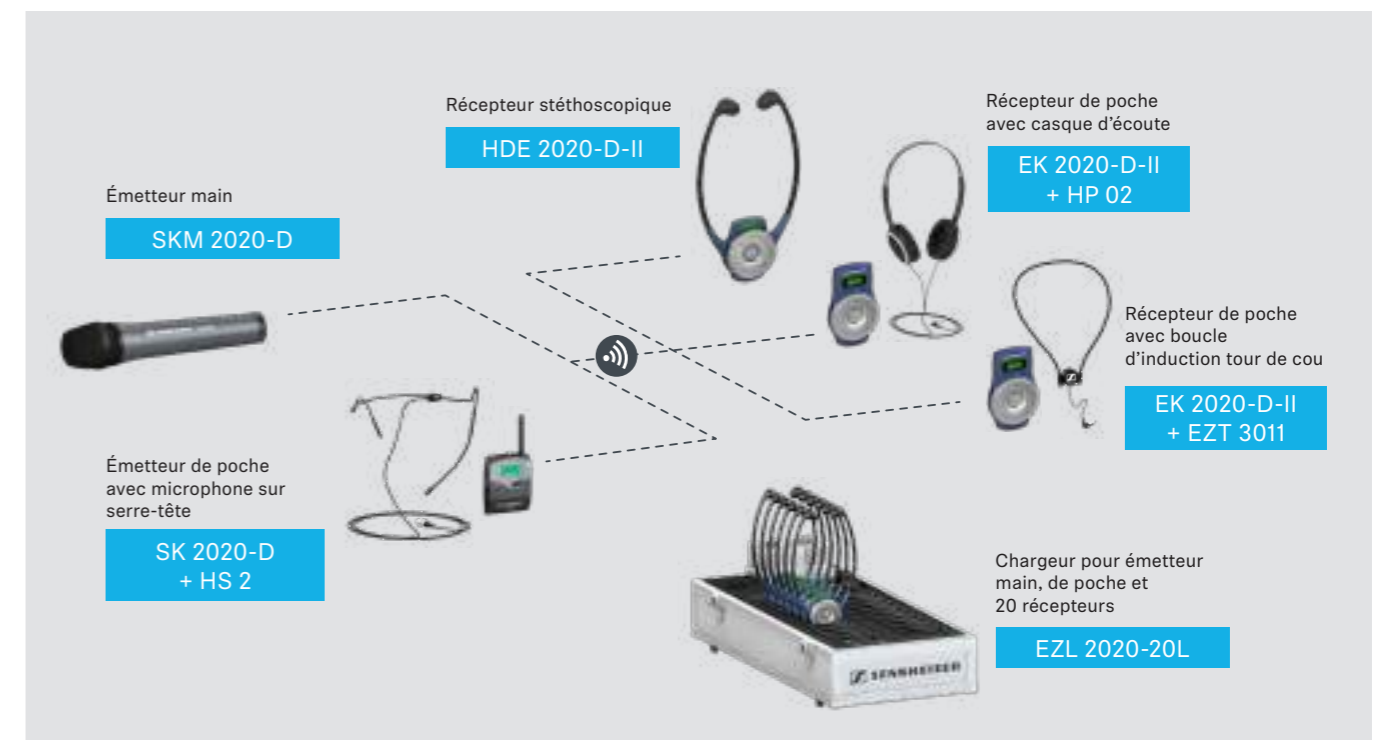 Récepteur stéthoscopique
HDE 2020-D-II
Récepteur de poche
avec casque d'écoute
EK 2020-D-II
+ HP 02
Émetteur main
SKM 2020-D
Récepteur de poche
avec boucle
d'induction tour de cou
EK 2020-D-II
+ EZT 3011
Émetteur de poche
avec microphone sur
serre-tête
SK 2020-D
+ HS 2
Chargeur pour émetteur
main, de poche et
20 récepteurs
EZL 2020-20L
SENNHEISER